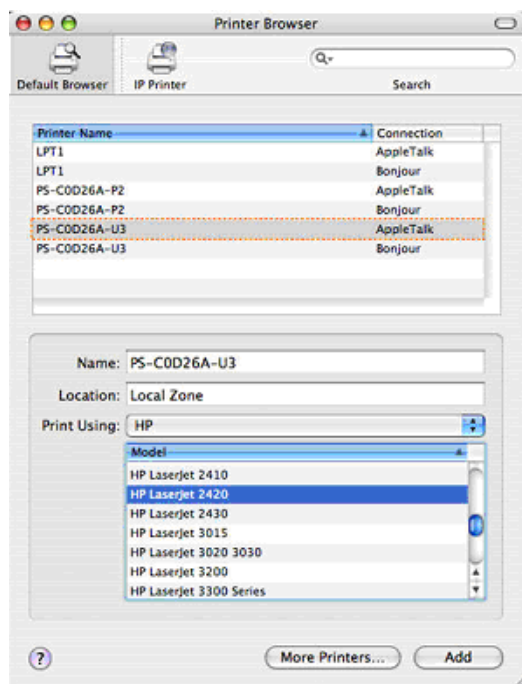 Printer Browser
Default Browser
IP Printer
Search
Printer Name
Connection
LPT1 AppleTalk
LPT1 Bonjour
PS-C0D26A-P2 AppleTalk
PS-C0D26A-P2 Bonjour
PS-C0D26A-U3 AppleTalk
PS-C0D26A-U3 Bonjour
Name: PS-C0D26A-U3
Location: Local Zone
Print Using: HP
Model
HP LaserJet 2410
HP LaserJet 2420
HP LaserJet 2430
HP LaserJet 3015
HP LaserJet 3020 3030
HP LaserJet 3200
HP LaserJet 3300 Series
?
More Printers...
Add